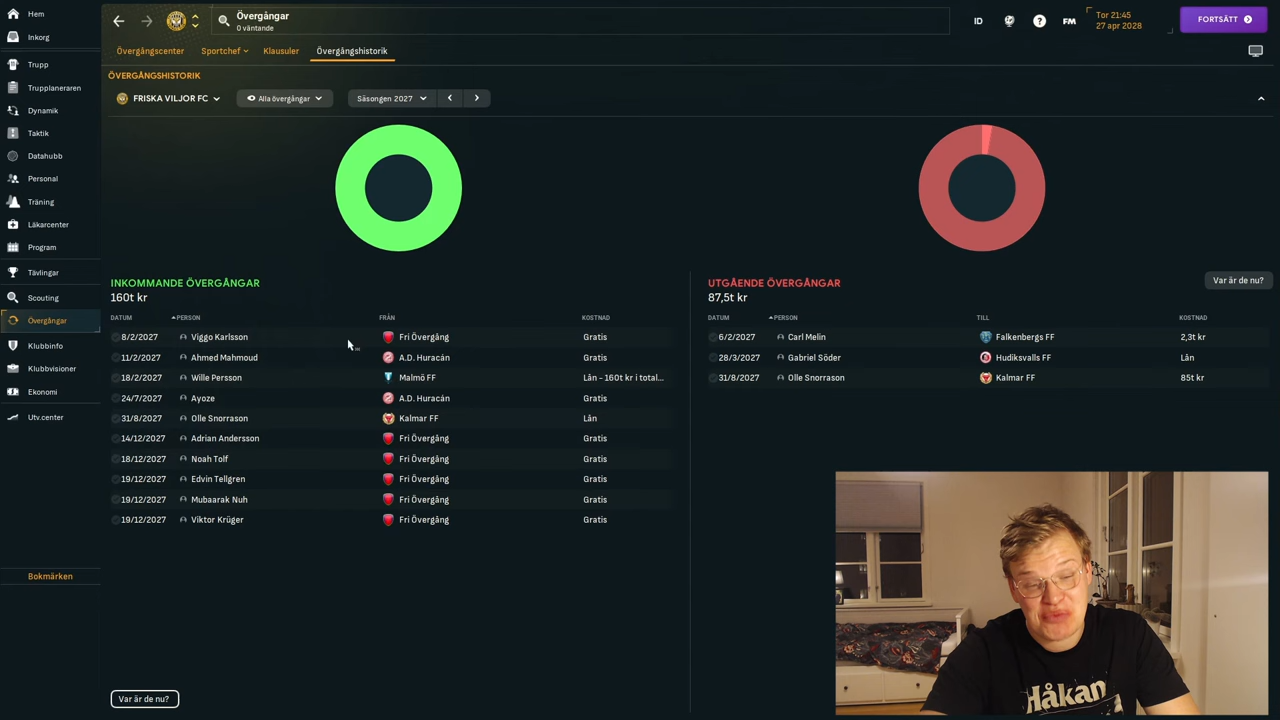 Hem
Inkorg
Trupp
Trupplaneraren
Dynamik
Taktik
Datahubb
Personal
Träning
Läkarcenter
Program
Tävlingar
Scouting
Övergångar
Klubbinfo
Klubbvisioner
Ekonomi
Utv.center
Bokmärken
Övergångar
0 väntande
ID
FM
Tor 21:45
27 apr 2028
FORTSÄTT
Övergångscenter
Sportchef
Klausuler
Övergångshistorik
ÖVERGÅNGSHISTORIK
FRISKA VILJOR FC
Alla övergångar
Säsongen 2027
INKOMMANDE ÖVERGÅNGAR
160t kr
DATUM PERSON FRÅN KOSTNAD
8/2/2027 Viggo Karlsson Fri Övergång Gratis
11/2/2027 Ahmed Mahmoud A.D. Huracán Gratis
18/2/2027 Wille Persson Malmö FF Lån - 160t kr i total...
24/7/2027 Ayoze A.D. Huracán Gratis
31/8/2027 Olle Snorrason Kalmar FF Lån
14/12/2027 Adrian Andersson Fri Övergång Gratis
18/12/2027 Noah Tolf Fri Övergång Gratis
19/12/2027 Edvin Tellgren Fri Övergång Gratis
19/12/2027 Mubaarak Nuh Fri Övergång Gratis
19/12/2027 Viktor Krüger Fri Övergång Gratis
Var är de nu?
UTGÅENDE ÖVERGÅNGAR
87,5t kr
Var är de nu?
DATUM PERSON TILL KOSTNAD
6/2/2027 Carl Melin Falkenbergs FF 2,3t kr
28/3/2027 Gabriel Söder Hudiksvalls FF Lån
31/8/2027 Olle Snorrason Kalmar FF 85t kr
Håkan